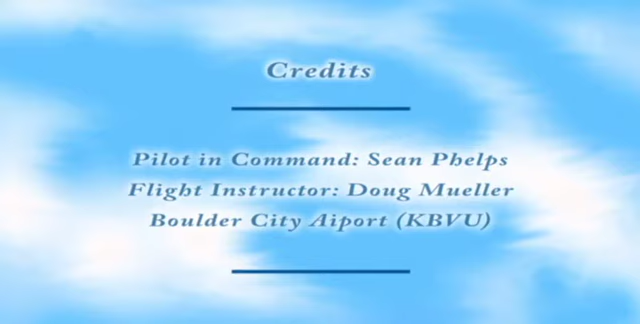 Credits
Pilot in Command: Sean Phelps
Flight Instructor: Doug Mueller
Boulder City Aiport (KBVU)